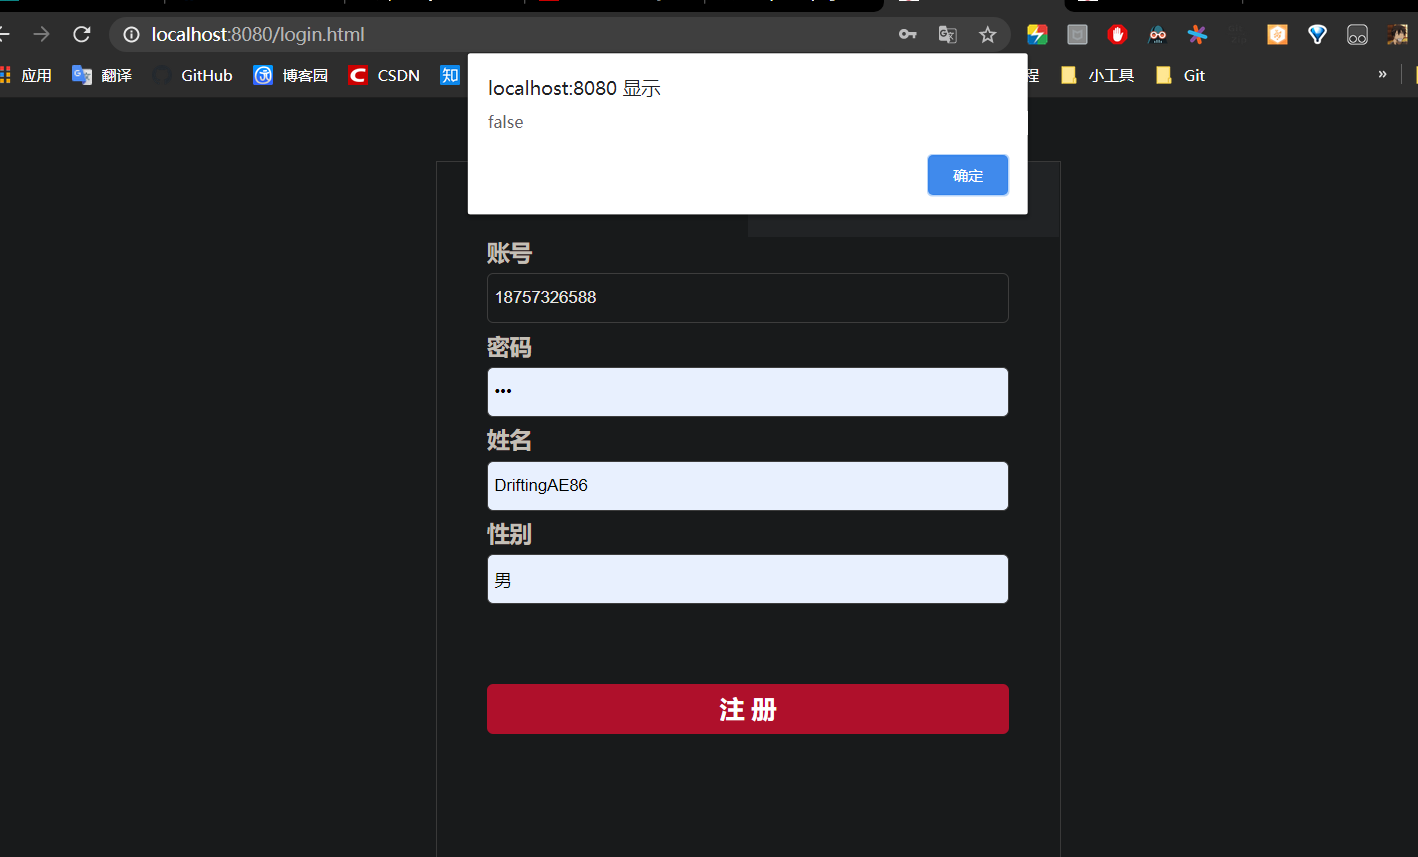 localhost:8080/login.html
应用 翻译 GitHub 博客园 CSDN 知 程 小工具 Git »
localhost:8080 显示
false
确定
账号
18757326588
密码
•••
姓名
DriftingAE86
性别
男
注 册